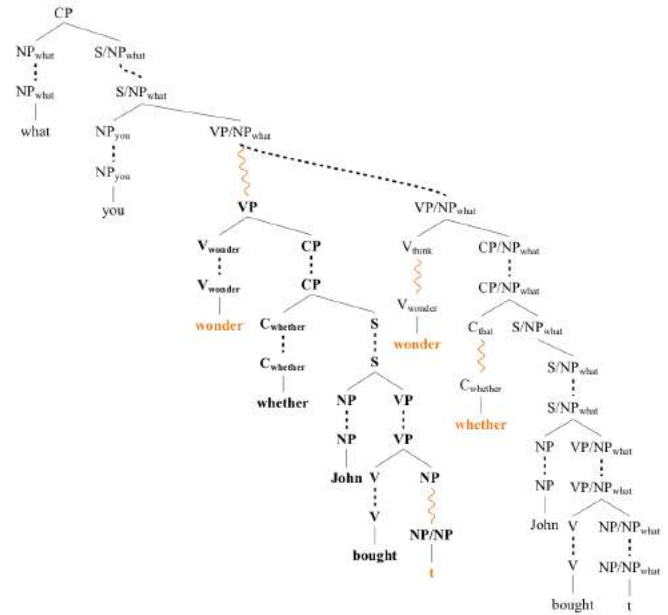 CP
NPwhat S/NPwhat
NPwhat S/NPwhat
what NPyou VP/NPwhat
NPyou
you VP VP/NPwhat
Vwonder CP Vthink CP/NPwhat
Vwonder CP Vwonder CP/NPwhat
wonder Cwhether S wonder Cthat S/NPwhat
Cwhether S Cwhether S/NPwhat
whether NP VP whether S/NPwhat
NP VP NP VP/NPwhat
John V NP NP VP/NPwhat
V NP/NP John V NP/NPwhat
bought t V NP/NPwhat
bought t